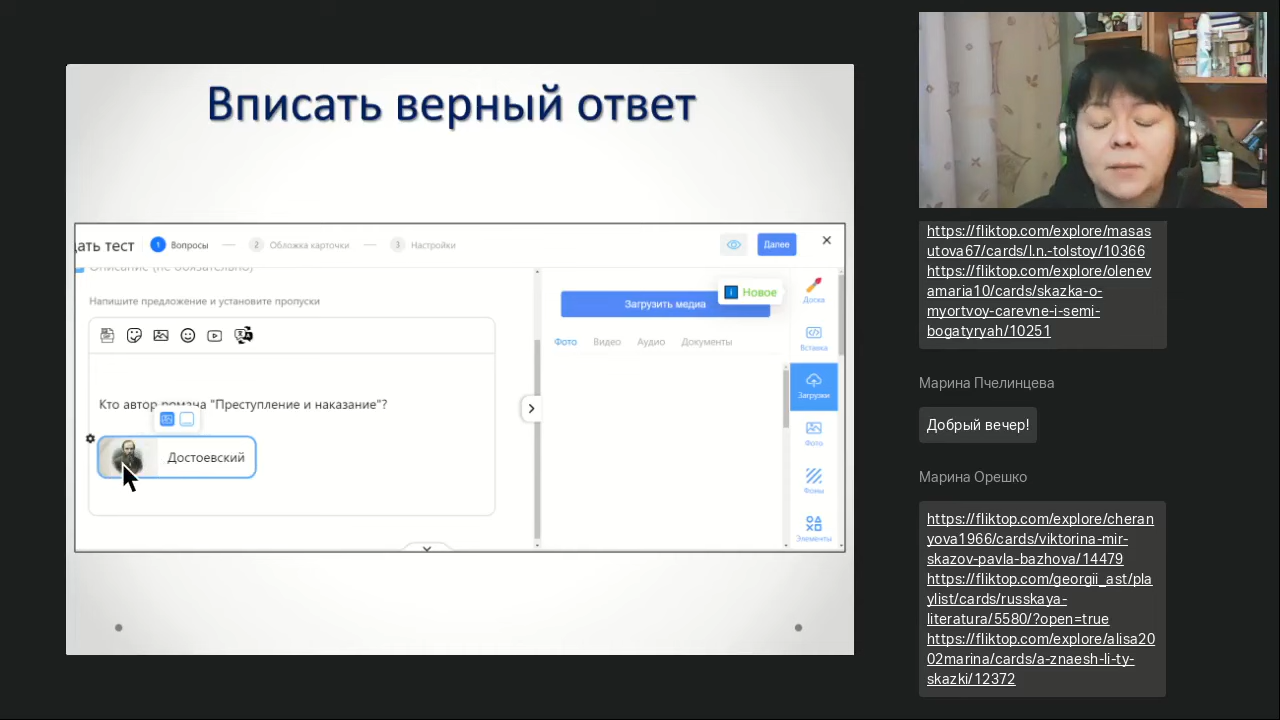 Вписать верный ответ
дать тест
1 Вопросы
2 Обложка карточки
3 Настройки
Далее
Описание (не обязательно)
Напишите предложение и установите пропуски
Кто автор романа "Преступление и наказание"?
Достоевский
Загрузить медиа
Новое
Фото Видео Аудио Документы
Доска
Вставка
Загрузки
Фото
Фоны
Элементы
https://fliktop.com/explore/masas
utova67/cards/l.n.-tolstoy/10366
https://fliktop.com/explore/olenev
amaria10/cards/skazka-o-
myortvoy-carevne-i-semi-
bogatyryah/10251
Марина Пчелинцева
Добрый вечер!
Марина Орешко
https://fliktop.com/explore/cheran
yova1966/cards/viktorina-mir-
skazov-pavla-bazhova/14479
https://fliktop.com/georgii_ast/pla
ylist/cards/russkaya-
literatura/5580/?open=true
https://fliktop.com/explore/alisa20
02marina/cards/a-znaesh-li-ty-
skazki/12372